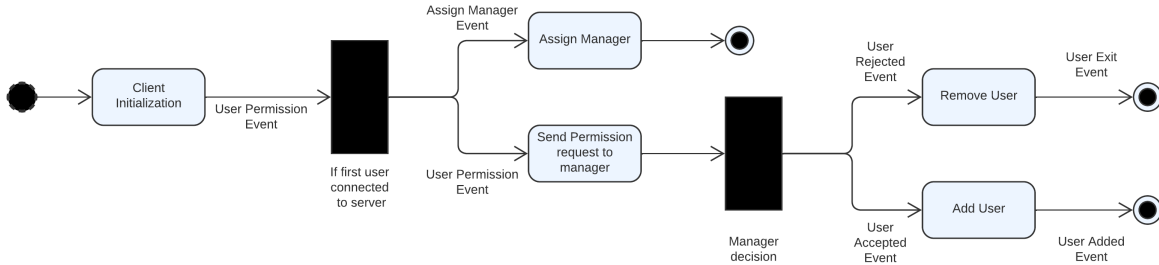 Client
Initialization
User Permission
Event
If first user
connected
to server
Assign Manager
Event
Assign Manager
User Permission
Event
Send Permission
request to
manager
Manager
decision
User
Rejected
Event
Remove User
User Exit
Event
User
Accepted
Event
Add User
User Added
Event